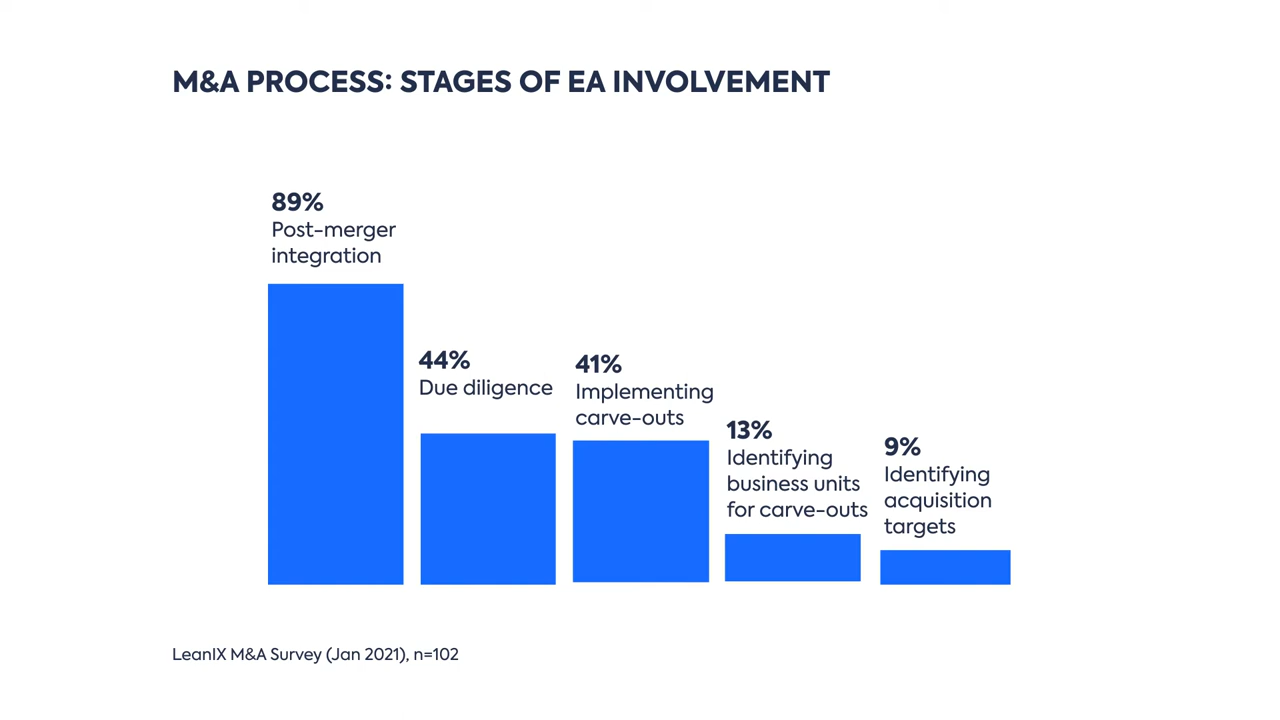 M&A PROCESS: STAGES OF EA INVOLVEMENT
89%
Post-merger
integration
44%
Due diligence
41%
Implementing
carve-outs
13%
Identifying
business units
for carve-outs
9%
Identifying
acquisition
targets
LeanIX M&A Survey (Jan 2021), n=102